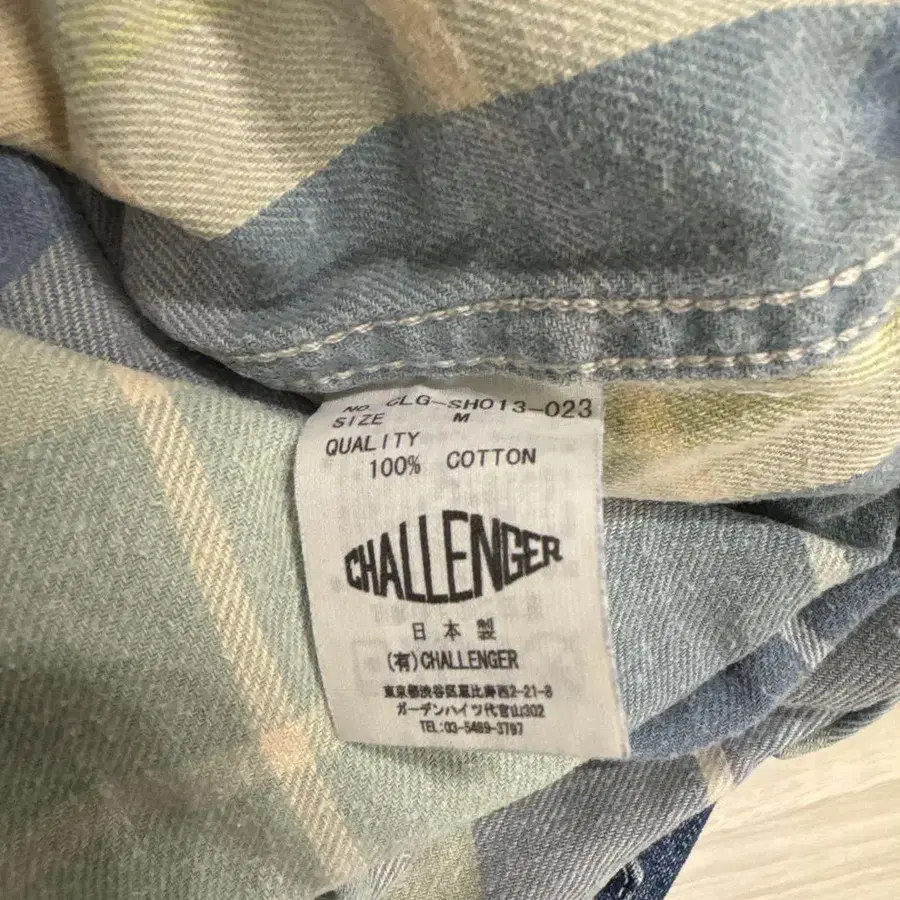 NO. CLG-SH013-023
SIZE M
QUALITY
100% COTTON
CHALLENGER
日本製
(有)CHALLENGER
東京都渋谷区恵比寿西2-21-8
ガーデンハイツ代官山302
TEL:03-5489-3797